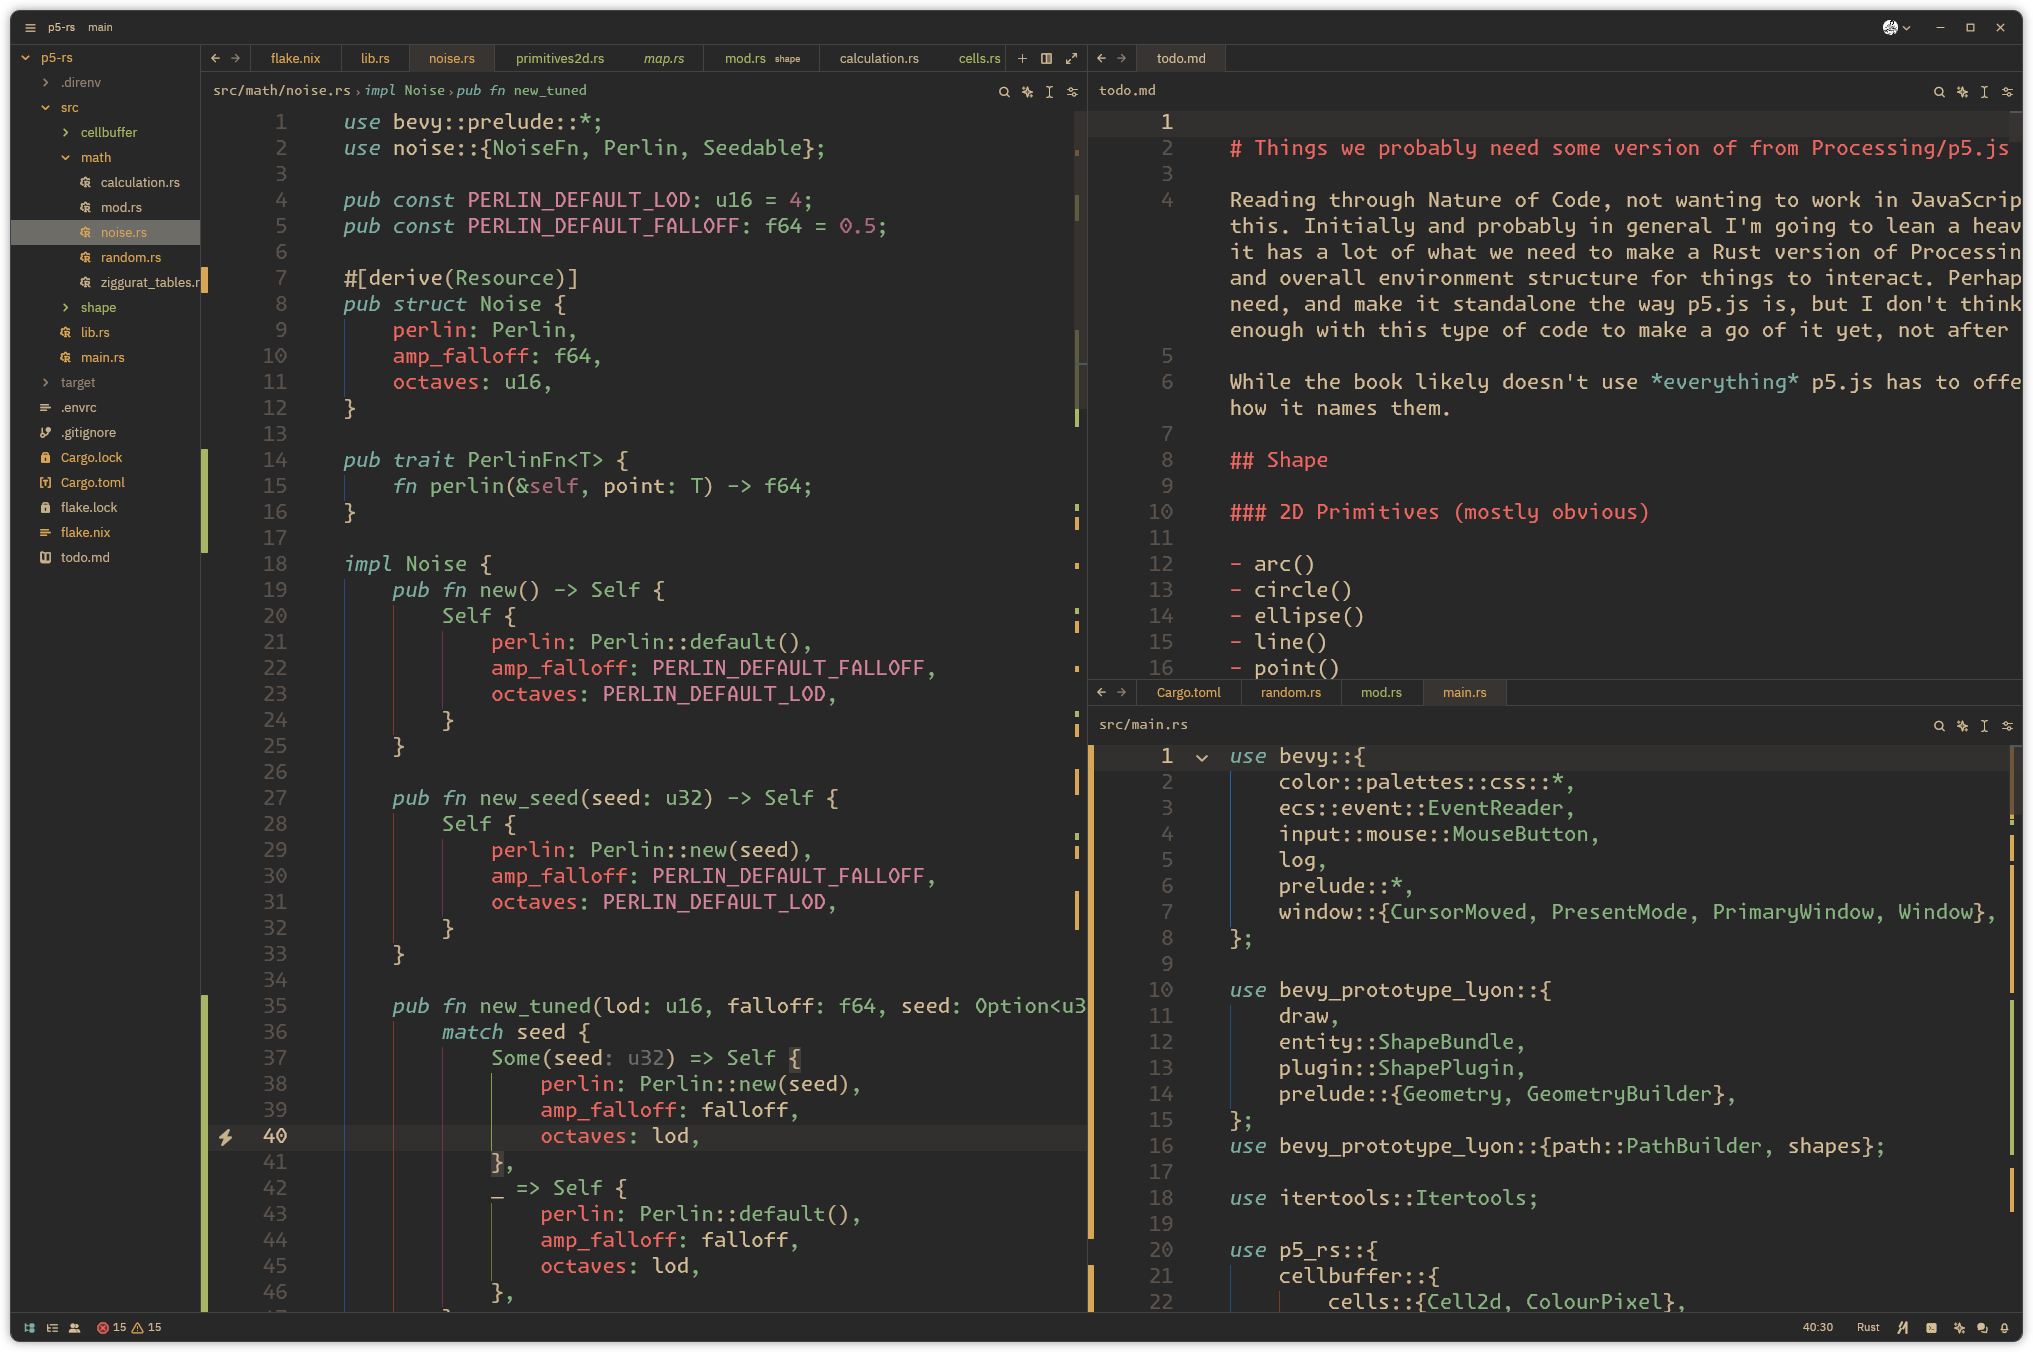 p5-rs main
p5-rs
.direnv
src
cellbuffer
math
calculation.rs
mod.rs
noise.rs
random.rs
ziggurat_tables.r
shape
lib.rs
main.rs
target
.envrc
.gitignore
Cargo.lock
Cargo.toml
flake.lock
flake.nix
todo.md
flake.nix lib.rs noise.rs primitives2d.rs map.rs mod.rs shape calculation.rs cells.rs
src/math/noise.rs › impl Noise › pub fn new_tuned
1 use bevy::prelude::*;
2 use noise::{NoiseFn, Perlin, Seedable};
3
4 pub const PERLIN_DEFAULT_LOD: u16 = 4;
5 pub const PERLIN_DEFAULT_FALLOFF: f64 = 0.5;
6
7 #[derive(Resource)]
8 pub struct Noise {
9 perlin: Perlin,
10 amp_falloff: f64,
11 octaves: u16,
12 }
13
14 pub trait PerlinFn<T> {
15 fn perlin(&self, point: T) -> f64;
16 }
17
18 impl Noise {
19 pub fn new() -> Self {
20 Self {
21 perlin: Perlin::default(),
22 amp_falloff: PERLIN_DEFAULT_FALLOFF,
23 octaves: PERLIN_DEFAULT_LOD,
24 }
25 }
26
27 pub fn new_seed(seed: u32) -> Self {
28 Self {
29 perlin: Perlin::new(seed),
30 amp_falloff: PERLIN_DEFAULT_FALLOFF,
31 octaves: PERLIN_DEFAULT_LOD,
32 }
33 }
34
35 pub fn new_tuned(lod: u16, falloff: f64, seed: Option<u3
36 match seed {
37 Some(seed: u32) => Self {
38 perlin: Perlin::new(seed),
39 amp_falloff: falloff,
40 octaves: lod,
41 },
42 _ => Self {
43 perlin: Perlin::default(),
44 amp_falloff: falloff,
45 octaves: lod,
46 },
todo.md
todo.md
1
2 # Things we probably need some version of from Processing/p5.js
3
4 Reading through Nature of Code, not wanting to work in JavaScrip
this. Initially and probably in general I'm going to lean a heav
it has a lot of what we need to make a Rust version of Processin
and overall environment structure for things to interact. Perhap
need, and make it standalone the way p5.js is, but I don't think
enough with this type of code to make a go of it yet, not after
5
6 While the book likely doesn't use *everything* p5.js has to offe
how it names them.
7
8 ## Shape
9
10 ### 2D Primitives (mostly obvious)
11
12 - arc()
13 - circle()
14 - ellipse()
15 - line()
16 - point()
Cargo.toml random.rs mod.rs main.rs
src/main.rs
1 use bevy::{
2 color::palettes::css::*,
3 ecs::event::EventReader,
4 input::mouse::MouseButton,
5 log,
6 prelude::*,
7 window::{CursorMoved, PresentMode, PrimaryWindow, Window},
8 };
9
10 use bevy_prototype_lyon::{
11 draw,
12 entity::ShapeBundle,
13 plugin::ShapePlugin,
14 prelude::{Geometry, GeometryBuilder},
15 };
16 use bevy_prototype_lyon::{path::PathBuilder, shapes};
17
18 use itertools::Itertools;
19
20 use p5_rs::{
21 cellbuffer::{
22 cells::{Cell2d, ColourPixel},
15 15
40:30 Rust